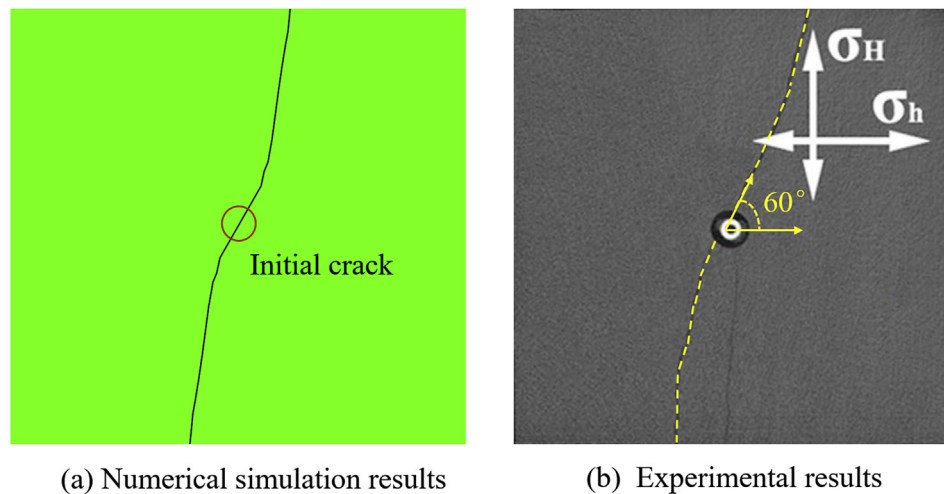 Initial crack
σH
σh
60°
(a) Numerical simulation results
(b) Experimental results